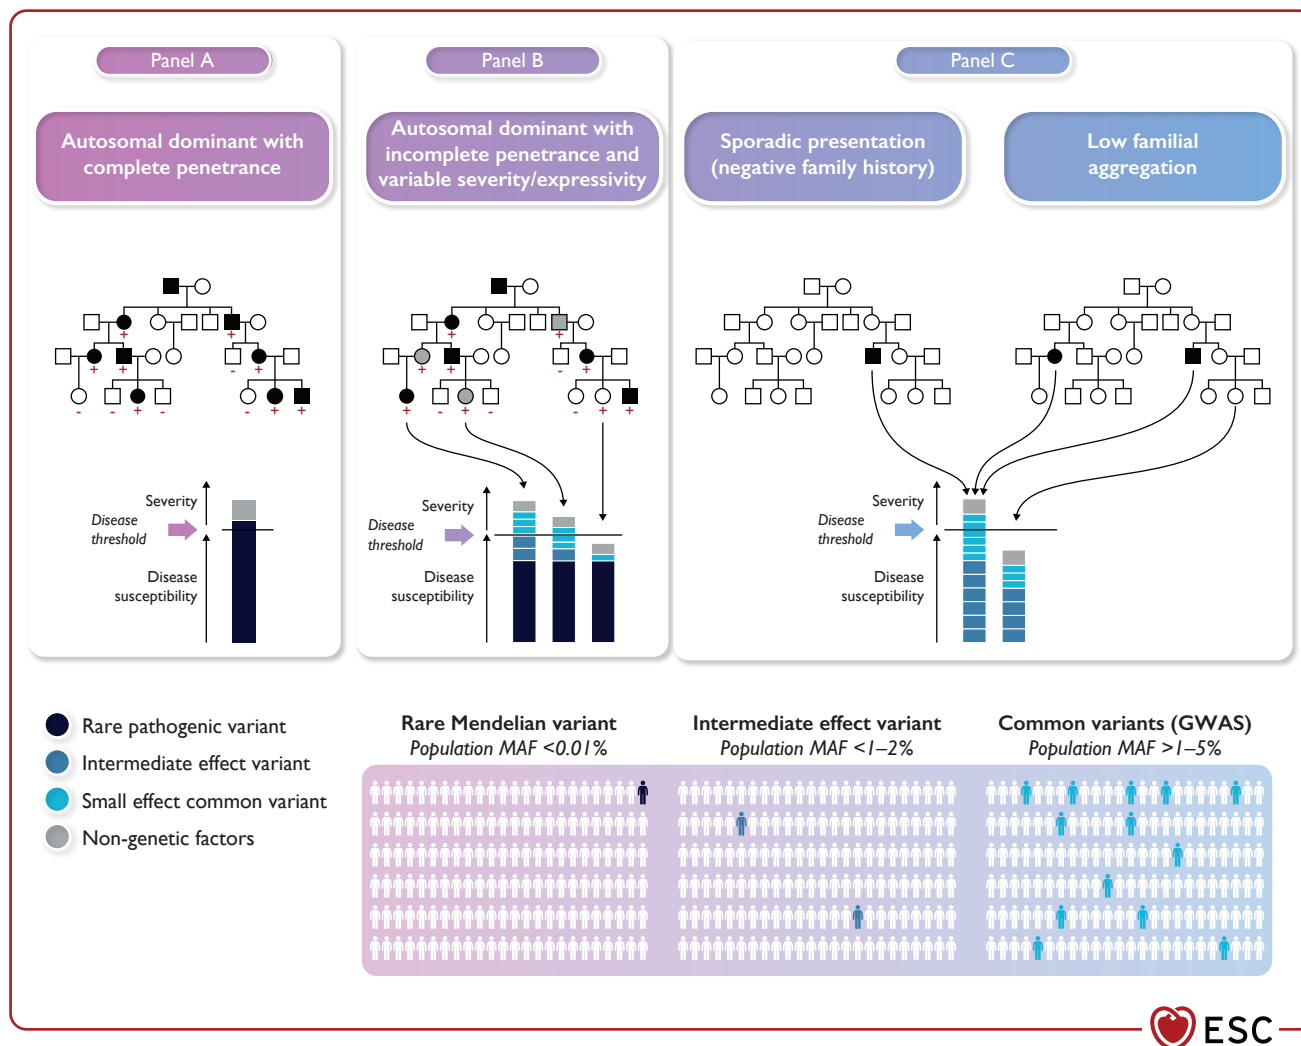 Panel A
Panel B
Panel C
Autosomal dominant with
complete penetrance
Autosomal dominant with
incomplete penetrance and
variable severity/expressivity
Sporadic presentation
(negative family history)
Low familial
aggregation
+ +
+ + - +
- - + - - + +
+ +
+ + - +
+ - + - - + +
Severity
Disease
threshold
Disease
susceptibility
Severity
Disease
threshold
Disease
susceptibility
Severity
Disease
threshold
Disease
susceptibility
Rare pathogenic variant
Intermediate effect variant
Small effect common variant
Non-genetic factors
Rare Mendelian variant
Population MAF <0.01%
Intermediate effect variant
Population MAF <1–2%
Common variants (GWAS)
Population MAF >1–5%
ESC